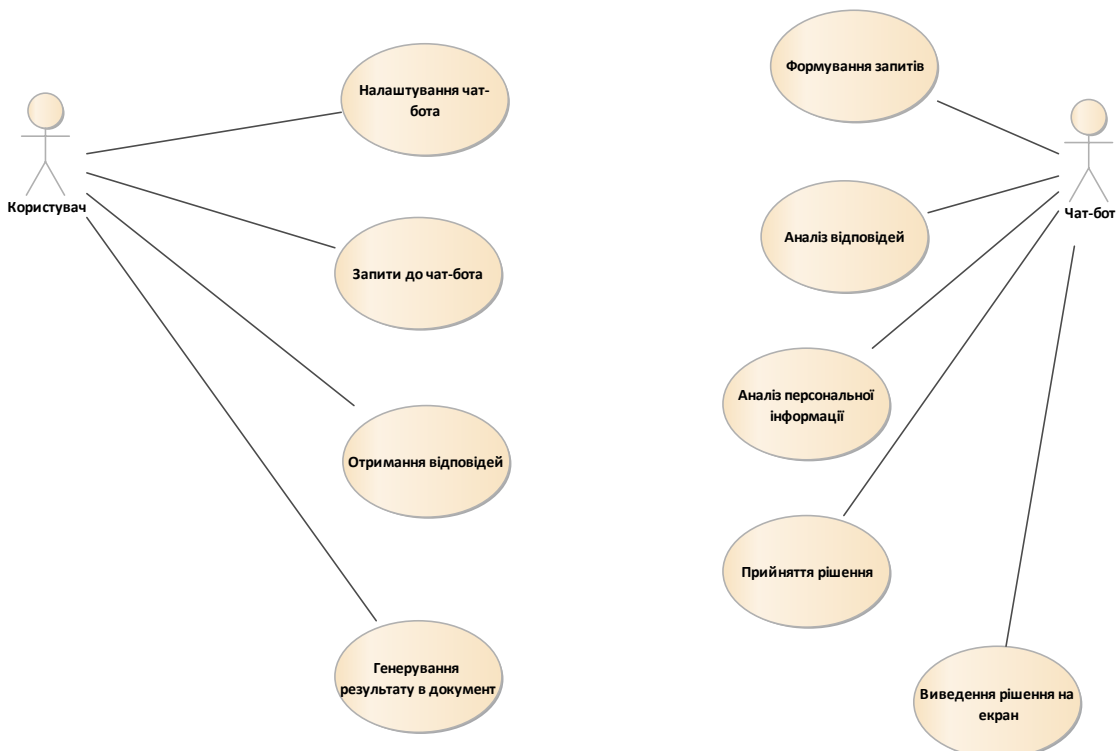 Користувач
Налаштування чат-
бота
Запити до чат-бота
Отримання відповідей
Генерування
результату в документ
Формування запитів
Чат-бот
Аналіз відповідей
Аналіз персональної
інформації
Прийняття рішення
Виведення рішення на
екран